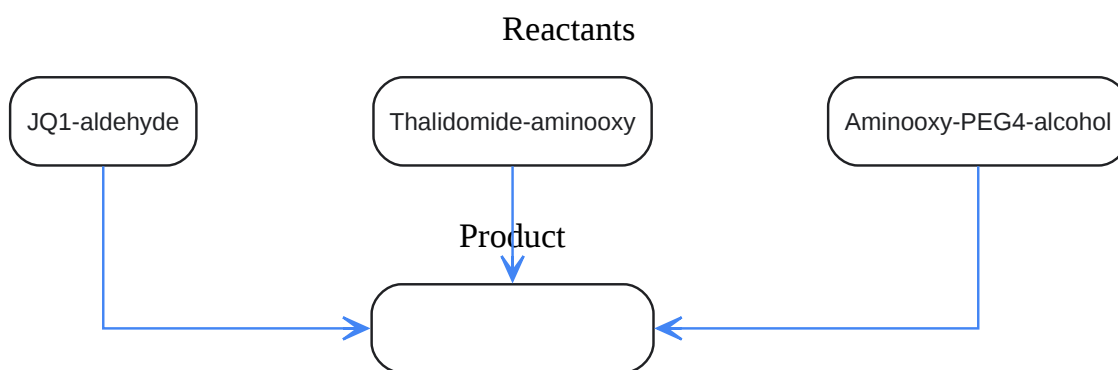 Reactants
JQ1-aldehyde
Thalidomide-aminooxy
Aminooxy-PEG4-alcohol
Product